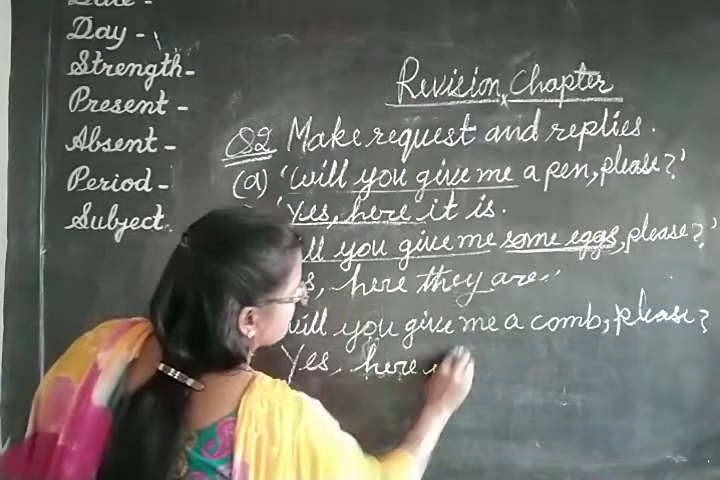 Date -
Day -
Strength -
Present -
Absent -
Period -
Subject.
Revision, Chapter
Q2 Make request and replies.
(a) 'Will you give me a pen, please?'
'Yes, here it is.
ll you give me some eggs, please?'
s, here they are.'
will you give me a comb, please?
Yes, here